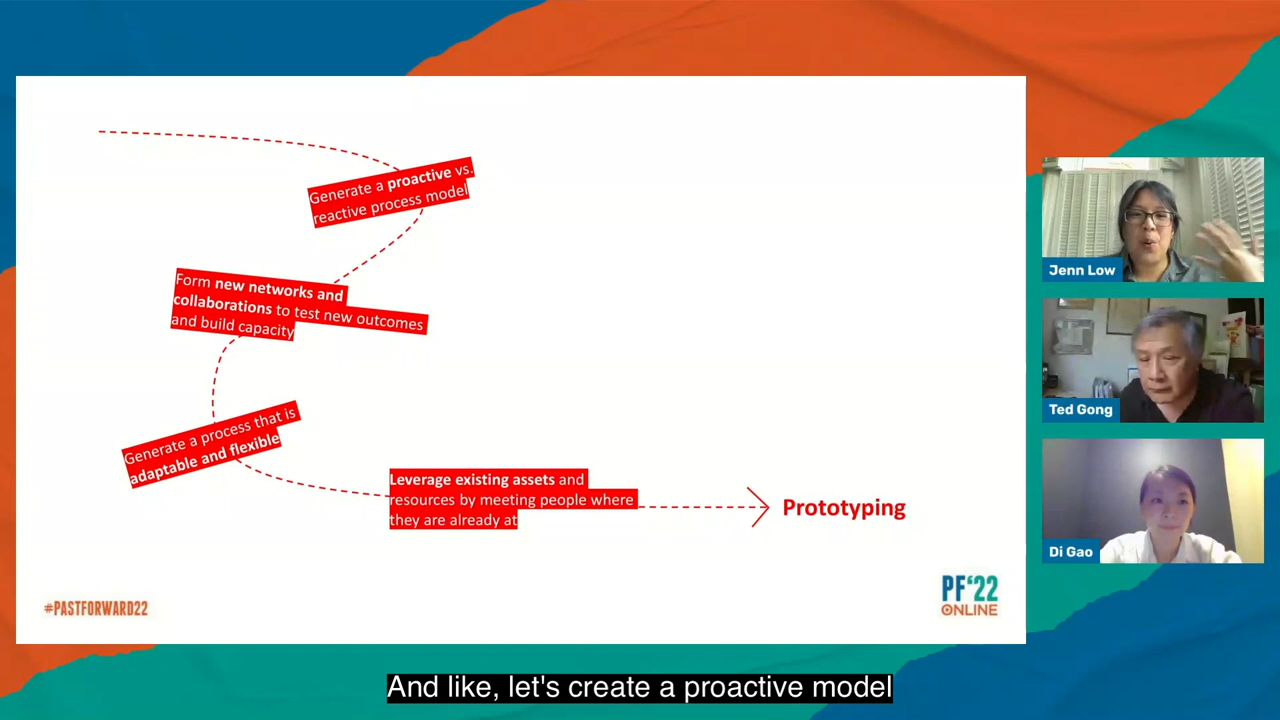 Generate a proactive vs.
reactive process model
Form new networks and
collaborations to test new outcomes
and build capacity
Generate a process that is
adaptable and flexible
Leverage existing assets and
resources by meeting people where
they are already at
Prototyping
#PASTFORWARD22
PF'22
ONLINE
Jenn Low
Ted Gong
Di Gao
And like, let's create a proactive model